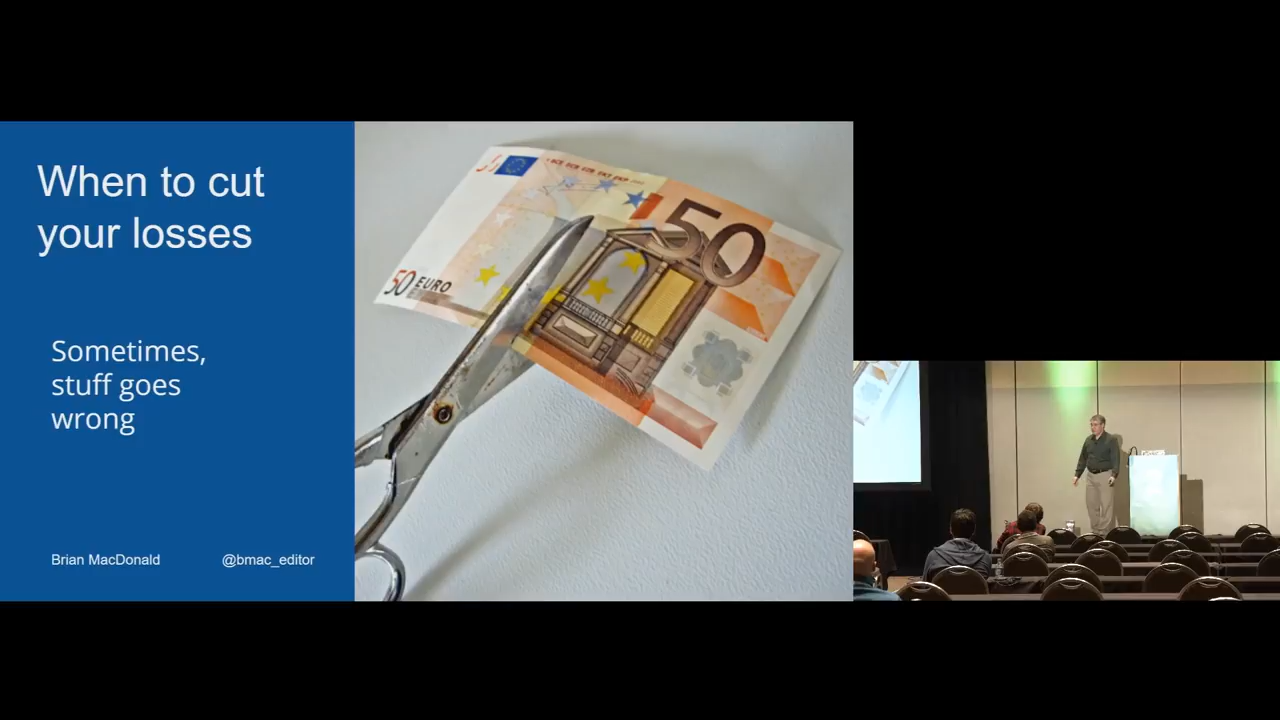 When to cut
your losses
Sometimes,
stuff goes
wrong
Brian MacDonald
@bmac_editor
50
50 EURO